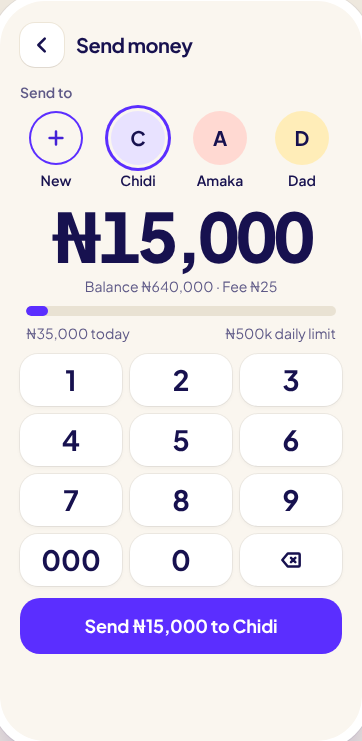 Send money
Send to
C A D
New Chidi Amaka Dad
₦15,000
Balance ₦640,000 · Fee ₦25
₦35,000 today ₦500k daily limit
1 2 3
4 5 6
7 8 9
000 0
Send ₦15,000 to Chidi